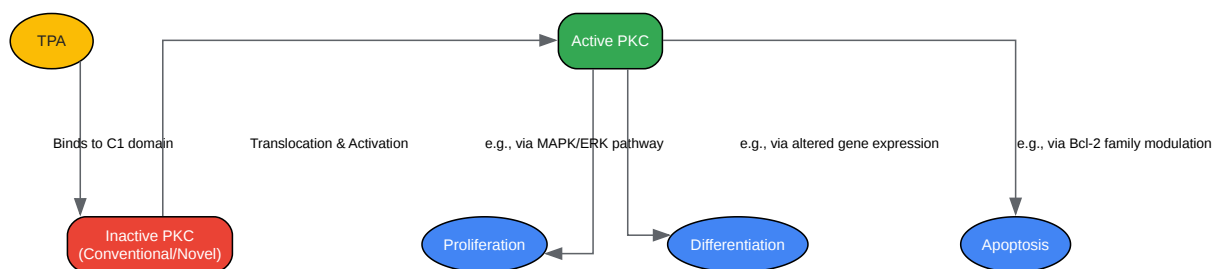 TPA
Active PKC
Binds to C1 domain
Translocation & Activation
e.g., via MAPK/ERK pathway
e.g., via altered gene expression
e.g., via Bcl-2 family modulation
Inactive PKC
(Conventional/Novel)
Proliferation
Differentiation
Apoptosis